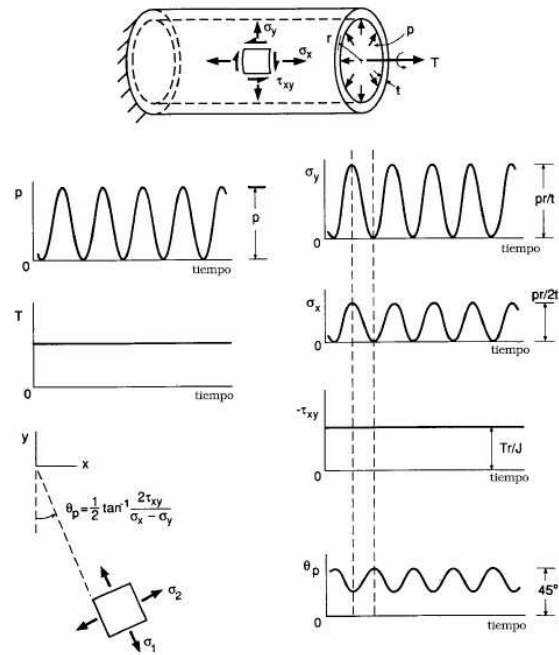 σy
σx
τxy
r
p
T
t
p
p
0
tiempo
T
0
tiempo
y
x
θp = 1/2 tan⁻¹ 2τxy / σx − σy
σ2
σ1
σy
pr/t
0
tiempo
σx
pr/2t
0
tiempo
-τxy
Tr/J
0
tiempo
θp
45°
0
tiempo